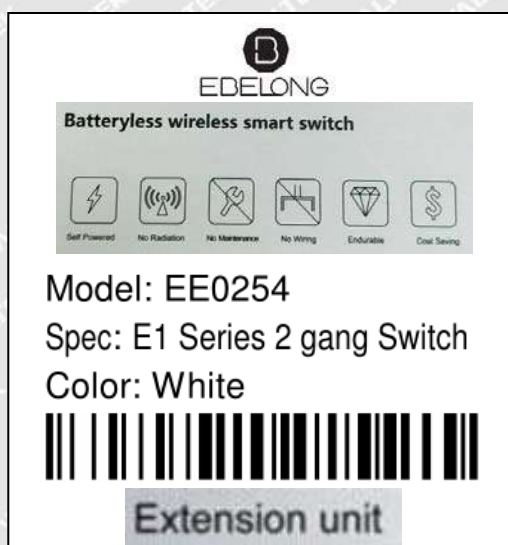 EBELONG
Batteryless wireless smart switch
Self Powered No Radiation No Maintenance No Wiring Endurable Cost Saving
Model: EE0254
Spec: E1 Series 2 gang Switch
Color: White
Extension unit